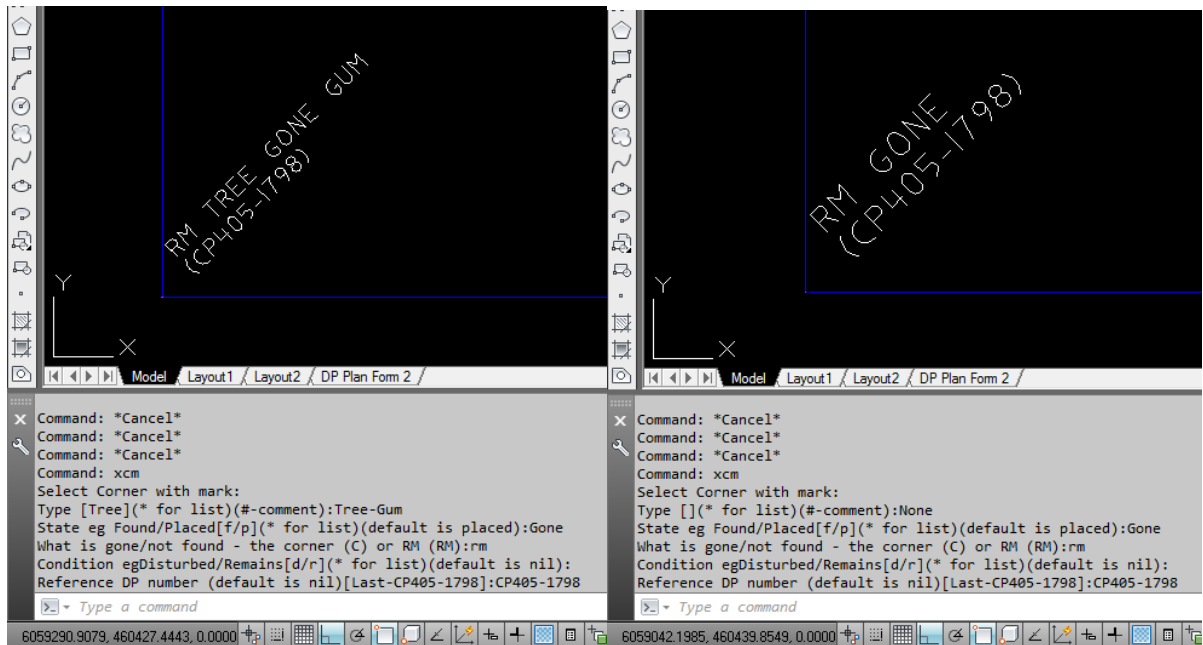 RM TREE GONE GUM
(CP405-1798)
Y
X
Model Layout1 Layout2 DP Plan Form 2
Command: *Cancel*
Command: *Cancel*
Command: *Cancel*
Command: xcm
Select Corner with mark:
Type [Tree](* for list)(#-comment):Tree-Gum
State eg Found/Placed[f/p](* for list)(default is placed):Gone
What is gone/not found - the corner (C) or RM (RM):rm
Condition egDisturbed/Remains[d/r](* for list)(default is nil):
Reference DP number (default is nil)[Last-CP405-1798]:CP405-1798
Type a command
6059290.9079, 460427.4443, 0.0000
RM GONE
(CP405-1798)
Y
X
Model Layout1 Layout2 DP Plan Form 2
Command: *Cancel*
Command: *Cancel*
Command: *Cancel*
Command: xcm
Select Corner with mark:
Type [](* for list)(#-comment):None
State eg Found/Placed[f/p](* for list)(default is placed):Gone
What is gone/not found - the corner (C) or RM (RM):rm
Condition egDisturbed/Remains[d/r](* for list)(default is nil):
Reference DP number (default is nil)[Last-CP405-1798]:CP405-1798
Type a command
6059042.1985, 460439.8549, 0.0000